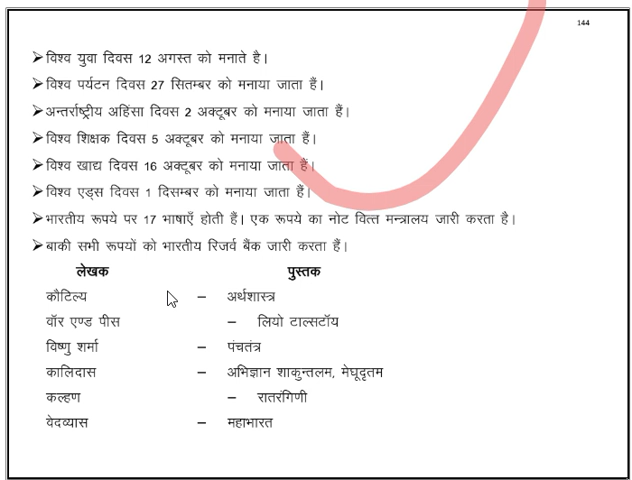 144
➢विश्व युवा दिवस 12 अगस्त को मनाते है।
➢विश्व पर्यटन दिवस 27 सितम्बर को मनाया जाता हैं।
➢अन्तर्राष्ट्रीय अहिंसा दिवस 2 अक्टूबर को मनाया जाता हैं।
➢विश्व शिक्षक दिवस 5 अक्टूबर को मनाया जाता हैं।
➢विश्व खाद्य दिवस 16 अक्टूबर को मनाया जाता हैं।
➢विश्व एड्स दिवस 1 दिसम्बर को मनाया जाता हैं।
➢भारतीय रूपये पर 17 भाषाएँ होती हैं। एक रूपये का नोट वित्त मन्त्रालय जारी करता है।
➢बाकी सभी रूपयों को भारतीय रिजर्व बैंक जारी करता हैं।
लेखक पुस्तक
कौटिल्य – अर्थशास्त्र
वॉर एण्ड पीस – लियो टाल्सटॉय
विष्णु शर्मा – पंचतंत्र
कालिदास – अभिज्ञान शाकुन्तलम, मेघूदृतम
कल्हण – रातरंगिणी
वेदव्यास – महाभारत